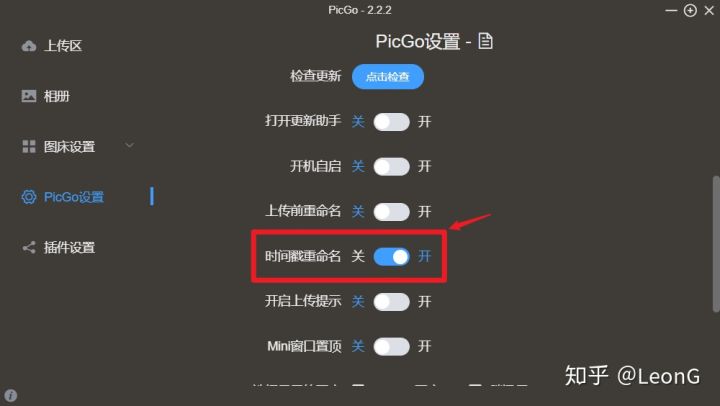 PicGo - 2.2.2
上传区
相册
图床设置
PicGo设置
插件设置
PicGo设置 -
检查更新 点击检查
打开更新助手 关 开
开机自启 关 开
上传前重命名 关 开
时间戳重命名 关 开
开启上传提示 关 开
Mini窗口置顶 关 开
知乎 @LeonG